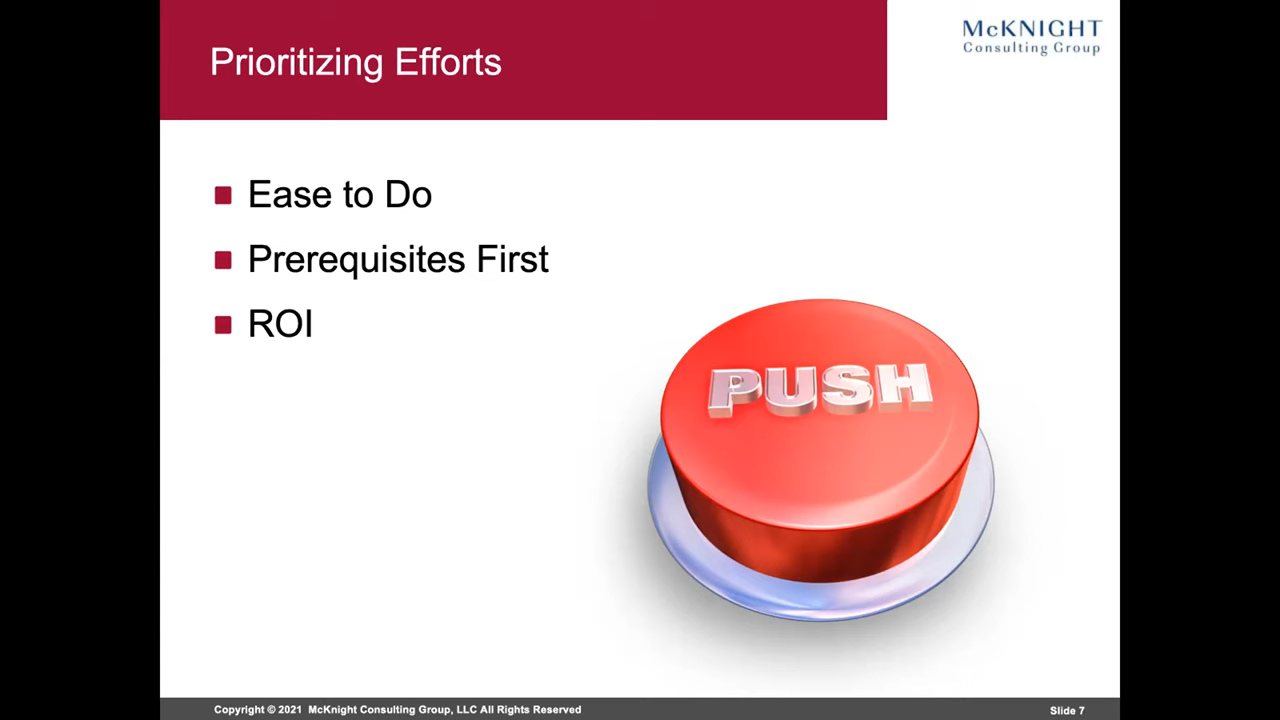 Prioritizing Efforts
McKNIGHT
Consulting Group
Ease to Do
Prerequisites First
ROI
PUSH
Copyright © 2021 McKnight Consulting Group, LLC All Rights Reserved
Slide 7